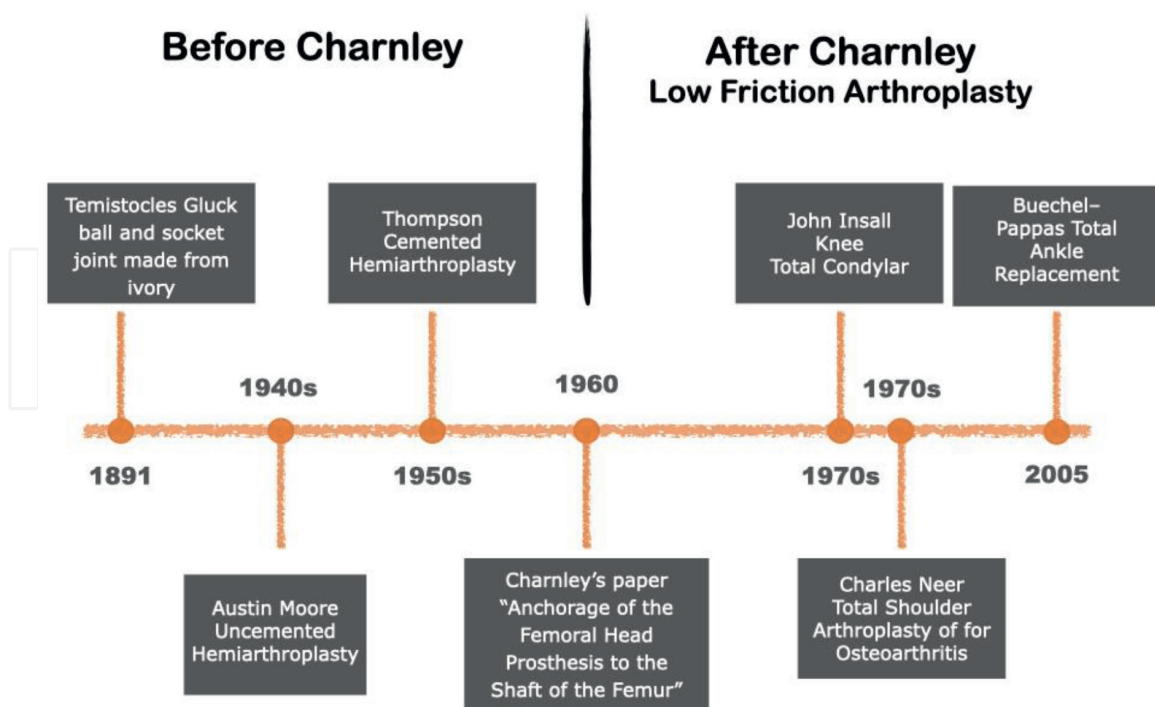 Before Charnley
After Charnley
Low Friction Arthroplasty
Temistocles Gluck
ball and socket
joint made from
ivory
Thompson
Cemented
Hemiarthroplasty
John Insall
Knee
Total Condylar
Buechel–
Pappas Total
Ankle
Replacement
1940s
1960
1970s
1891
1950s
1970s
2005
Austin Moore
Uncemented
Hemiarthroplasty
Charnley’s paper
“Anchorage of the
Femoral Head
Prosthesis to the
Shaft of the Femur”
Charles Neer
Total Shoulder
Arthroplasty of for
Osteoarthritis